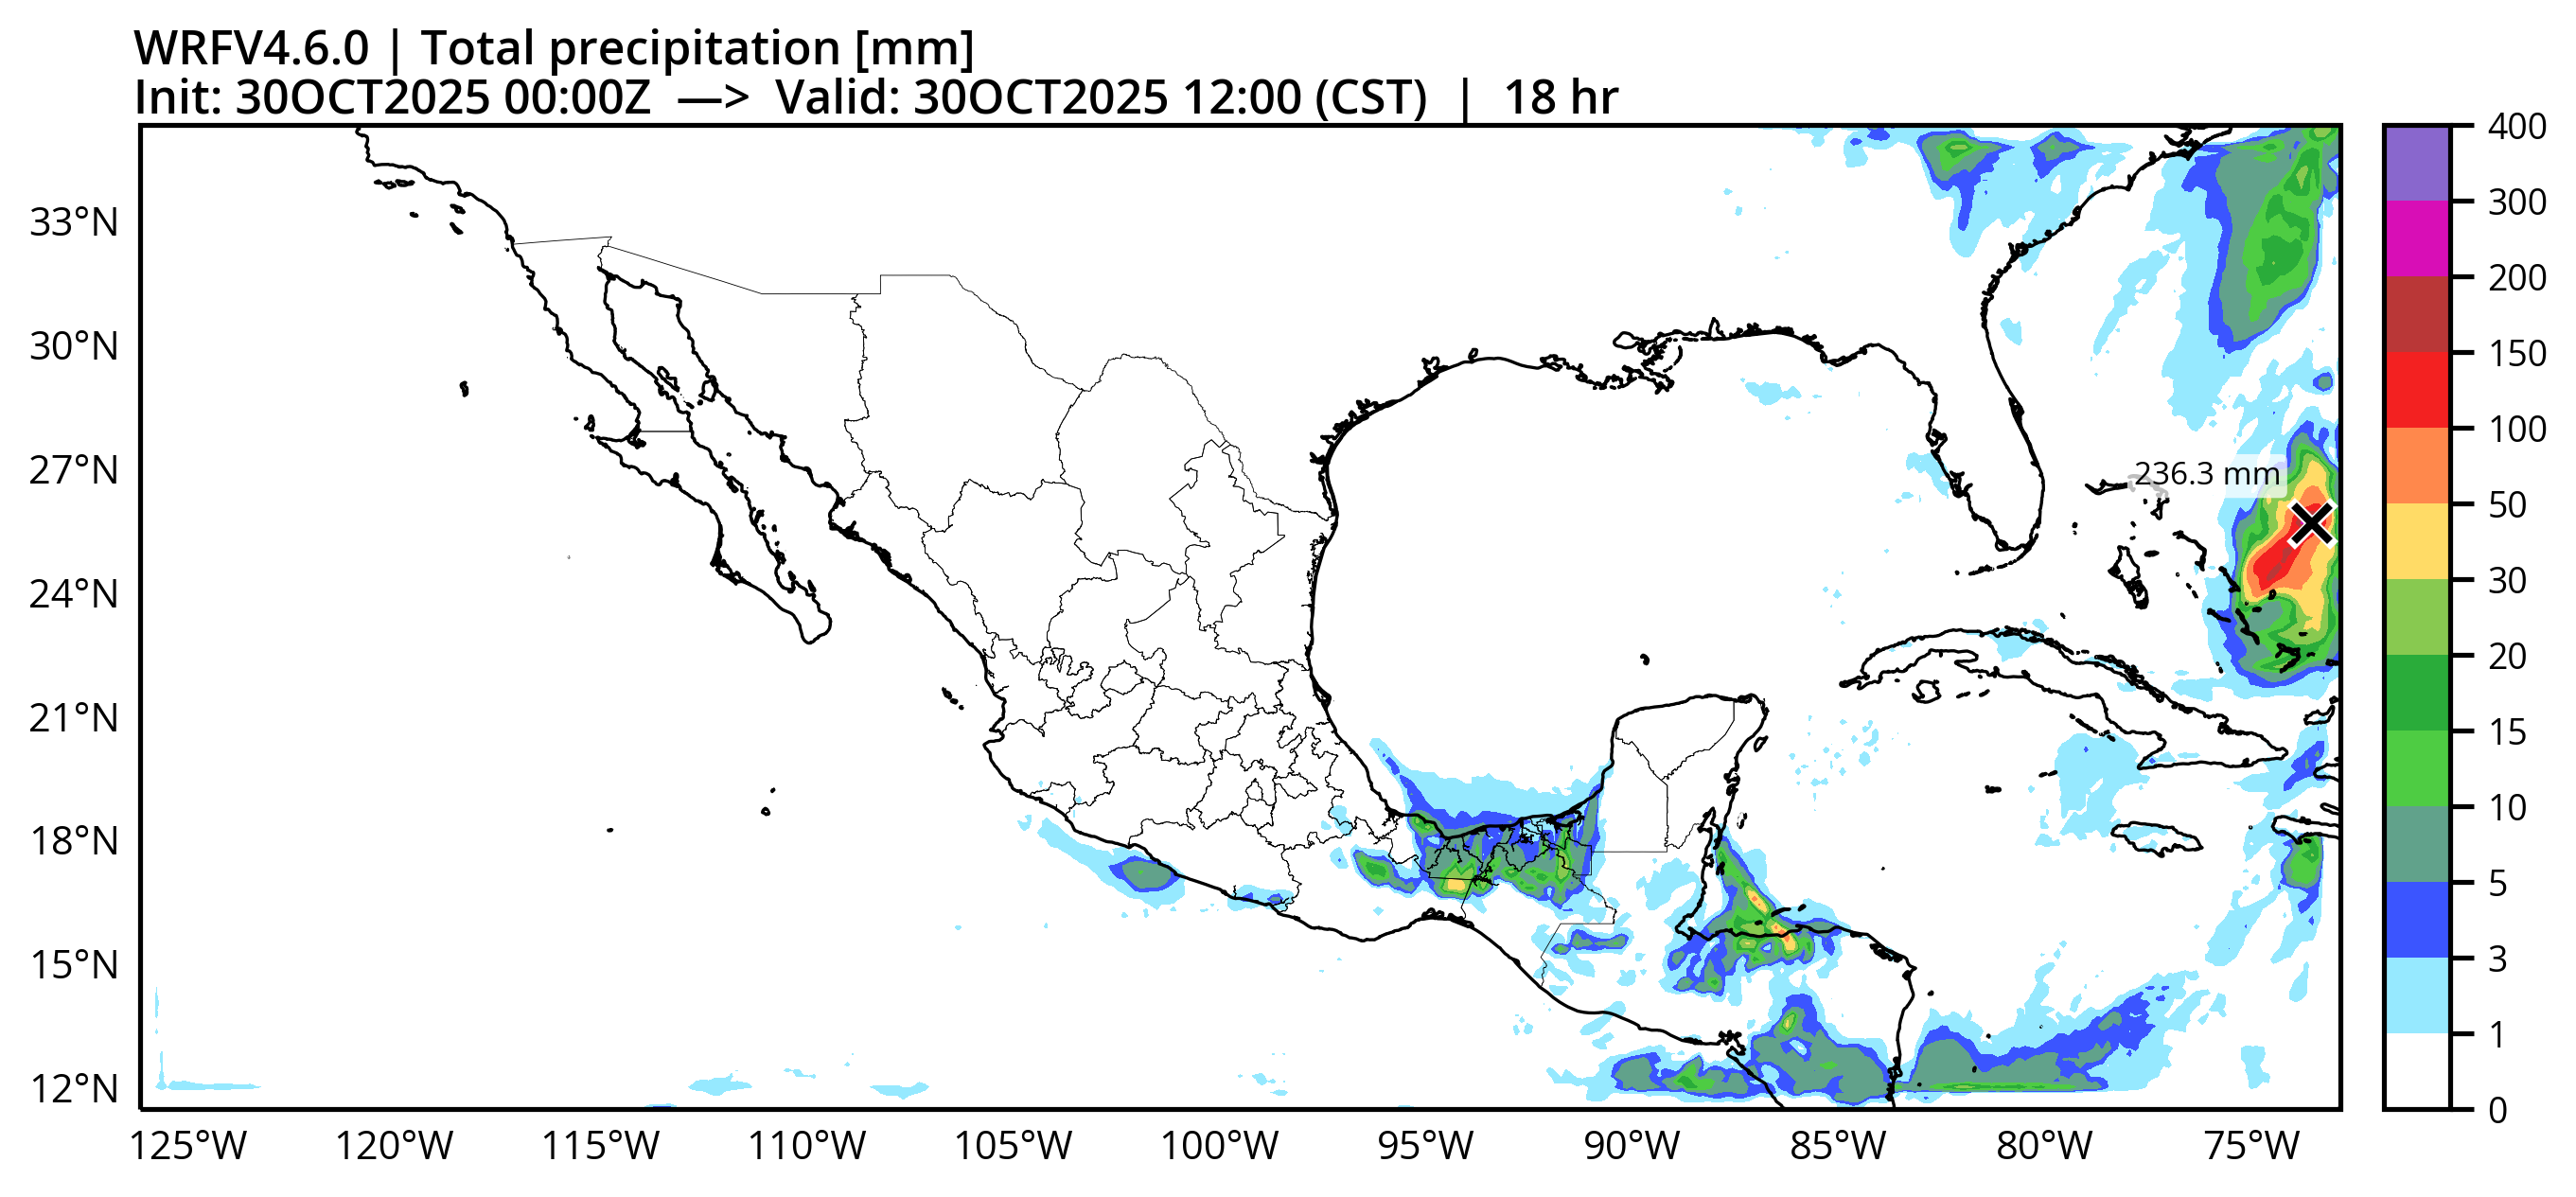 WRFV4.6.0 | Total precipitation [mm]
Init: 30OCT2025 00:00Z —> Valid: 30OCT2025 12:00 (CST) | 18 hr
33°N
30°N
27°N
24°N
21°N
18°N
15°N
12°N
236.3 mm
125°W 120°W 115°W 110°W 105°W 100°W 95°W 90°W 85°W 80°W 75°W
400
300
200
150
100
50
30
20
15
10
5
3
1
0